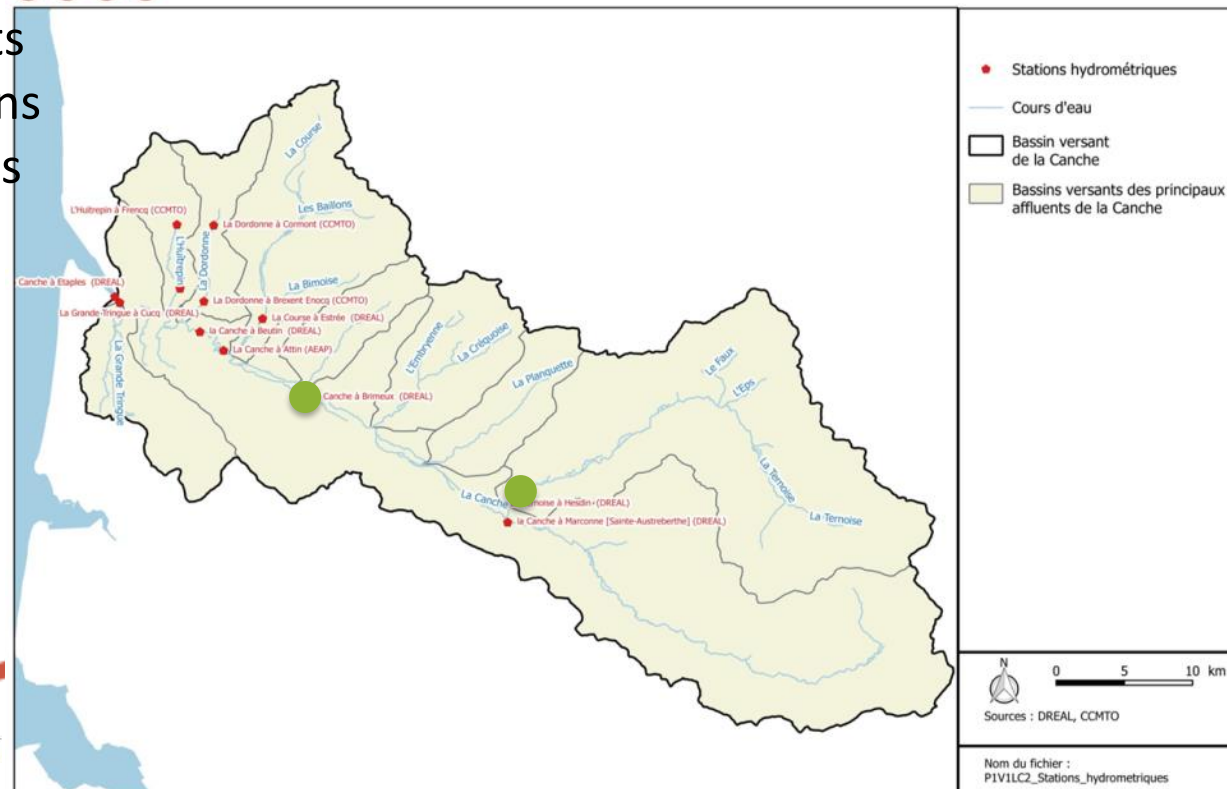 ts
ns
s
Stations hydrométriques
Cours d'eau
Bassin versant
de la Canche
Bassins versants des principaux
affluents de la Canche
La Course
Les Baillons
L'Huitrepin à Frencq (CCMTO)
La Dordonne à Cormont (CCMTO)
L'Huitrepin
La Dordonne
La Bimoise
Canche à Etaples (DREAL)
La Dordonne à Brexent Enocq (CCMTO)
La Grande-Tringue à Cucq (DREAL)
La Course à Estrée (DREAL)
la Canche à Beutin (DREAL)
La Canche à Attin (AEAP)
La Grande Tringue
L'Embryenne
La Créquoise
La Planquette
Le Faux
L'Eps
Canche à Brimeux (DREAL)
La Ternoise
La Ternoise
La Canche
noise à Hesdin (DREAL)
la Canche à Marconne [Sainte-Austreberthe] (DREAL)
N
0 5 10 km
Sources : DREAL, CCMTO
Nom du fichier :
P1V1LC2_Stations_hydrometriques